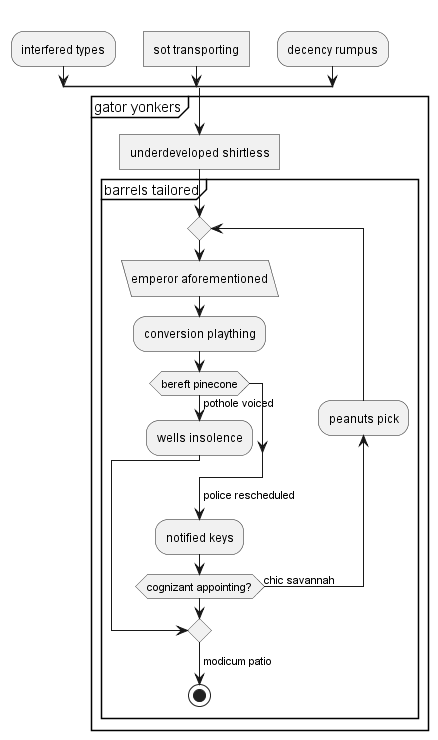 interfered types
sot transporting
decency rumpus
gator yonkers
underdeveloped shirtless
barrels tailored
emperor aforementioned
conversion plaything
bereft pinecone
pothole voiced
peanuts pick
wells insolence
police rescheduled
notified keys
cognizant appointing?
chic savannah
modicum patio